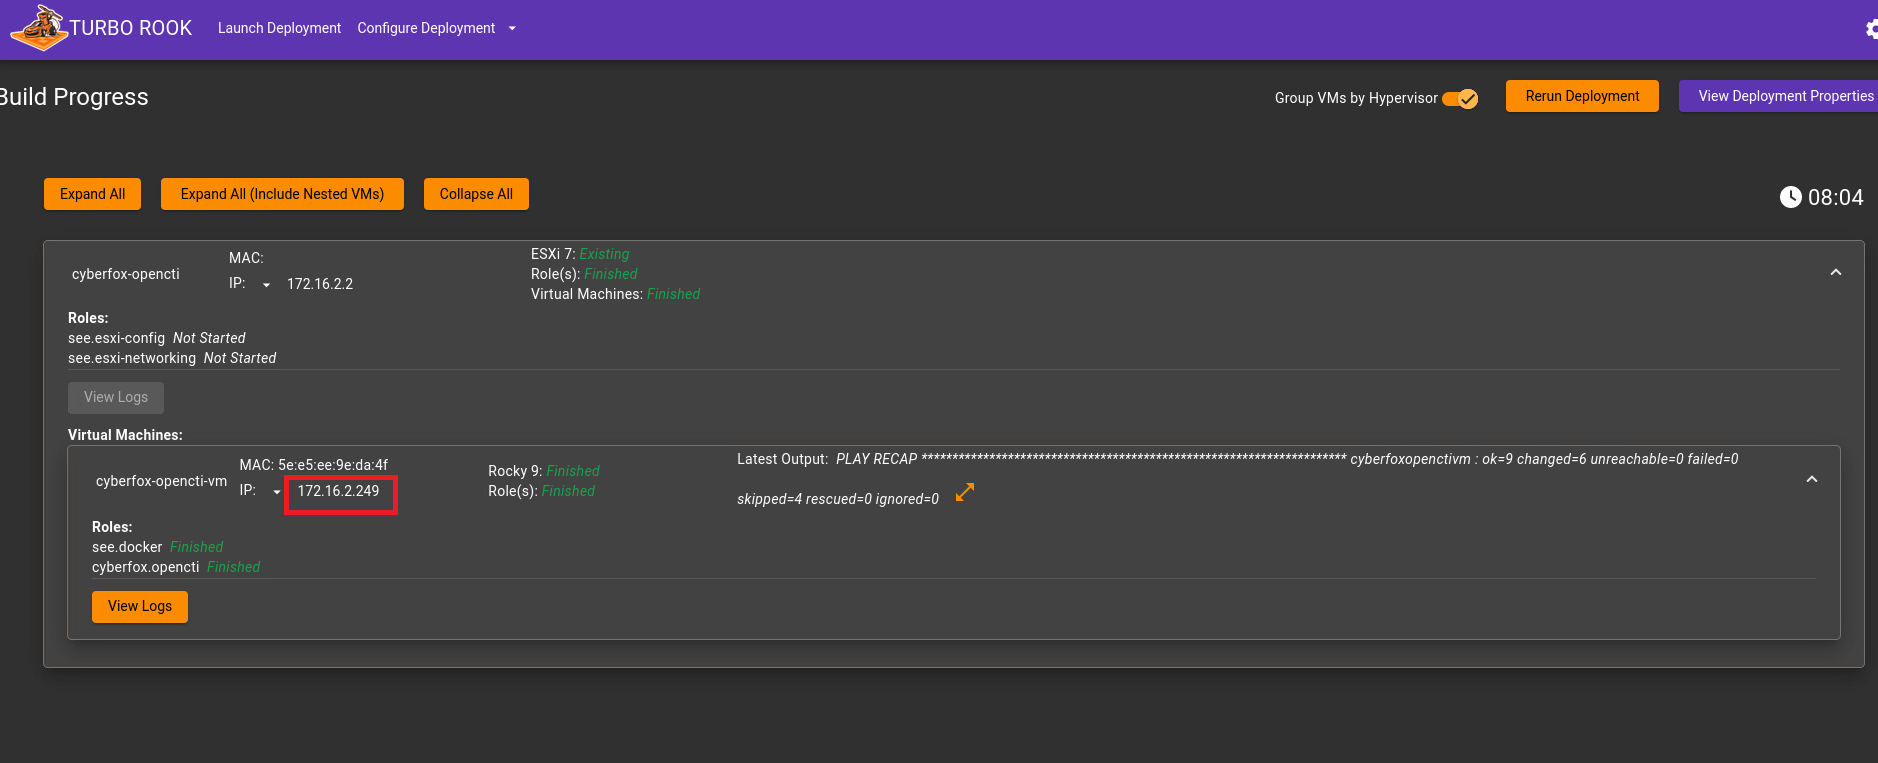 TURBO ROOK Launch Deployment Configure Deployment
Build Progress
Group VMs by Hypervisor Rerun Deployment View Deployment Properties
Expand All Expand All (Include Nested VMs) Collapse All 08:04
cyberfox-opencti
MAC:
IP: 172.16.2.2
ESXi 7: Existing
Role(s): Finished
Virtual Machines: Finished
Roles:
see.esxi-config Not Started
see.esxi-networking Not Started
View Logs
Virtual Machines:
cyberfox-opencti-vm
MAC: 5e:e5:ee:9e:da:4f
IP: 172.16.2.249
Rocky 9: Finished
Role(s): Finished
Latest Output: PLAY RECAP ********************************************************************* cyberfoxopenctivm : ok=9 changed=6 unreachable=0 failed=0
skipped=4 rescued=0 ignored=0
Roles:
see.docker Finished
cyberfox.opencti Finished
View Logs